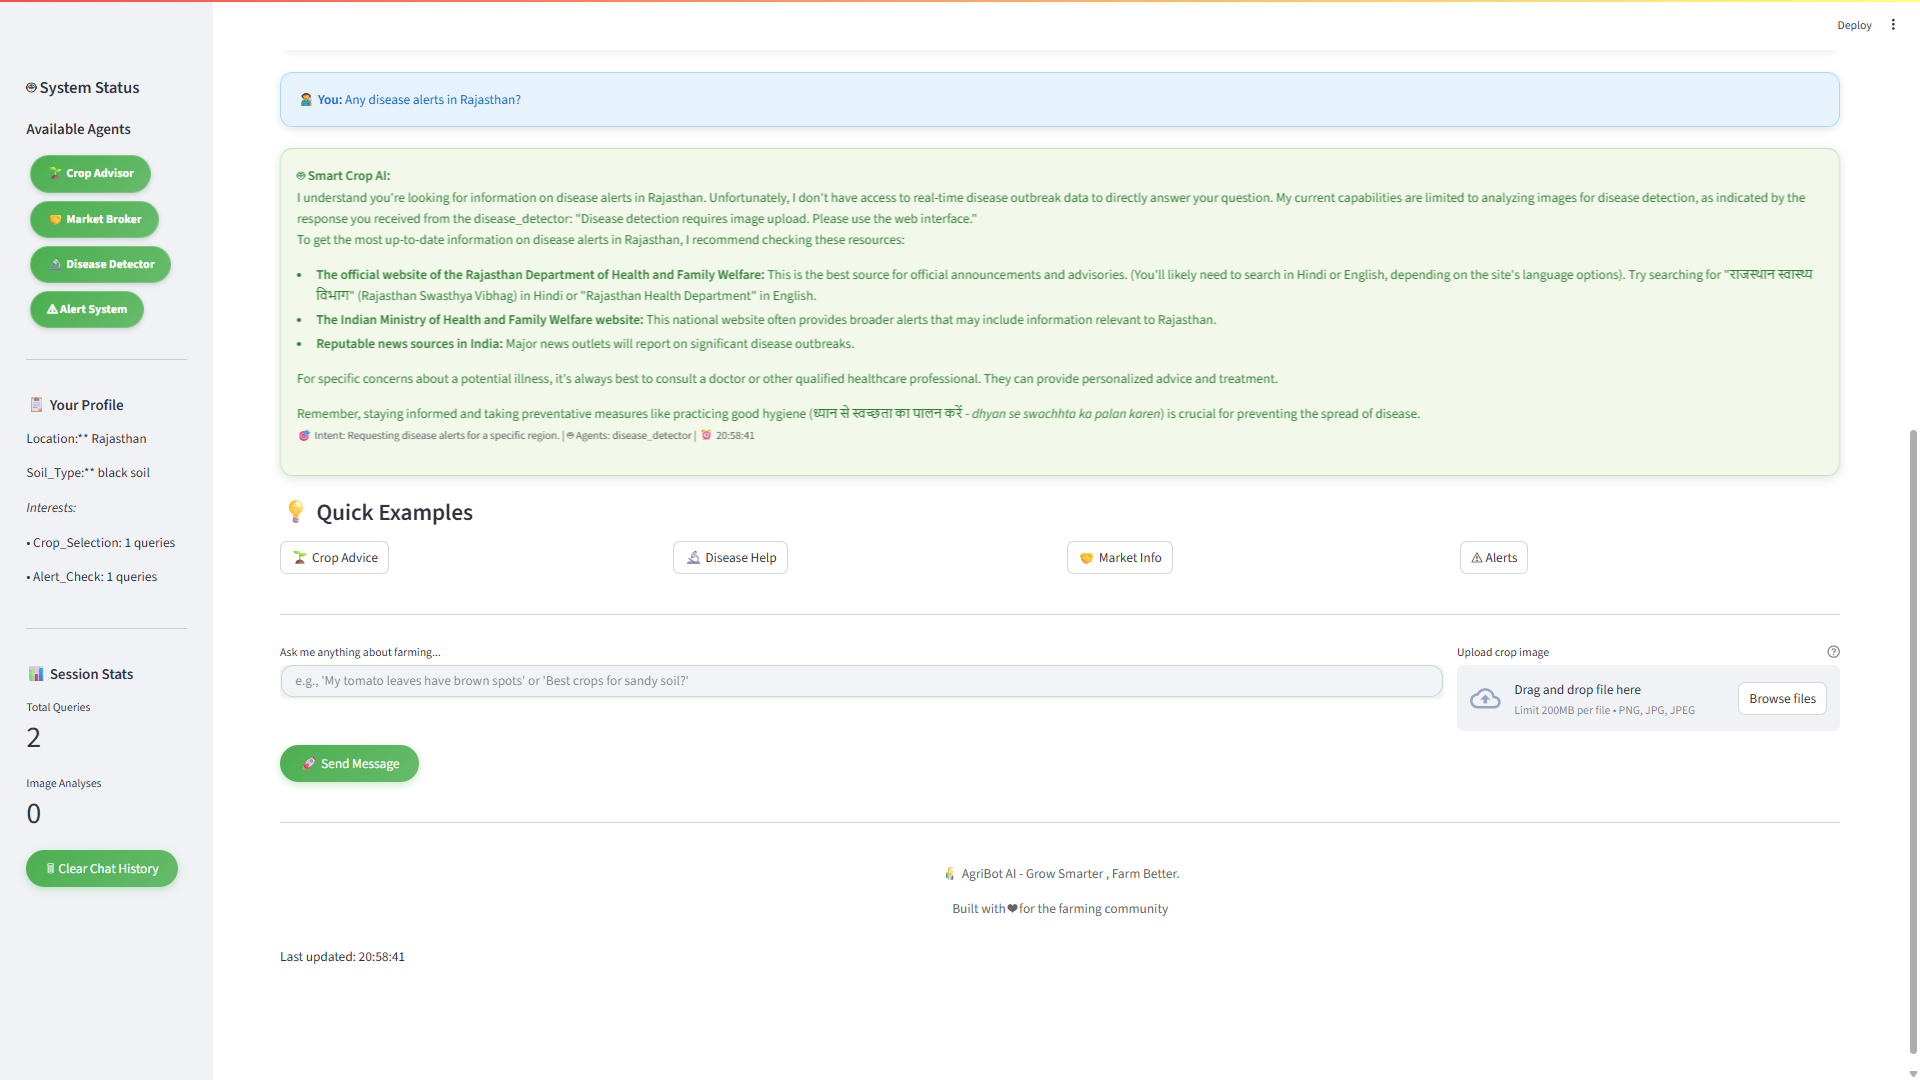 Deploy
System Status
Available Agents
Crop Advisor
Market Broker
Disease Detector
Alert System
Your Profile
Location:** Rajasthan
Soil_Type:** black soil
Interests:
• Crop_Selection: 1 queries
• Alert_Check: 1 queries
Session Stats
Total Queries
2
Image Analyses
0
Clear Chat History
You: Any disease alerts in Rajasthan?
Smart Crop AI:
I understand you're looking for information on disease alerts in Rajasthan. Unfortunately, I don't have access to real-time disease outbreak data to directly answer your question. My current capabilities are limited to analyzing images for disease detection, as indicated by the
response you received from the disease_detector: "Disease detection requires image upload. Please use the web interface."
To get the most up-to-date information on disease alerts in Rajasthan, I recommend checking these resources:
• The official website of the Rajasthan Department of Health and Family Welfare: This is the best source for official announcements and advisories. (You'll likely need to search in Hindi or English, depending on the site's language options). Try searching for "राजस्थान स्वास्थ्य
विभाग" (Rajasthan Swasthya Vibhag) in Hindi or "Rajasthan Health Department" in English.
• The Indian Ministry of Health and Family Welfare website: This national website often provides broader alerts that may include information relevant to Rajasthan.
• Reputable news sources in India: Major news outlets will report on significant disease outbreaks.
For specific concerns about a potential illness, it's always best to consult a doctor or other qualified healthcare professional. They can provide personalized advice and treatment.
Remember, staying informed and taking preventative measures like practicing good hygiene (ध्यान से स्वच्छता का पालन करें - dhyan se swachhta ka palan karen) is crucial for preventing the spread of disease.
Intent: Requesting disease alerts for a specific region. | Agents: disease_detector | 20:58:41
Quick Examples
Crop Advice
Disease Help
Market Info
Alerts
Ask me anything about farming...
e.g., 'My tomato leaves have brown spots' or 'Best crops for sandy soil?'
Upload crop image
Drag and drop file here
Limit 200MB per file • PNG, JPG, JPEG
Browse files
Send Message
AgriBot AI - Grow Smarter , Farm Better.
Built with ❤ for the farming community
Last updated: 20:58:41